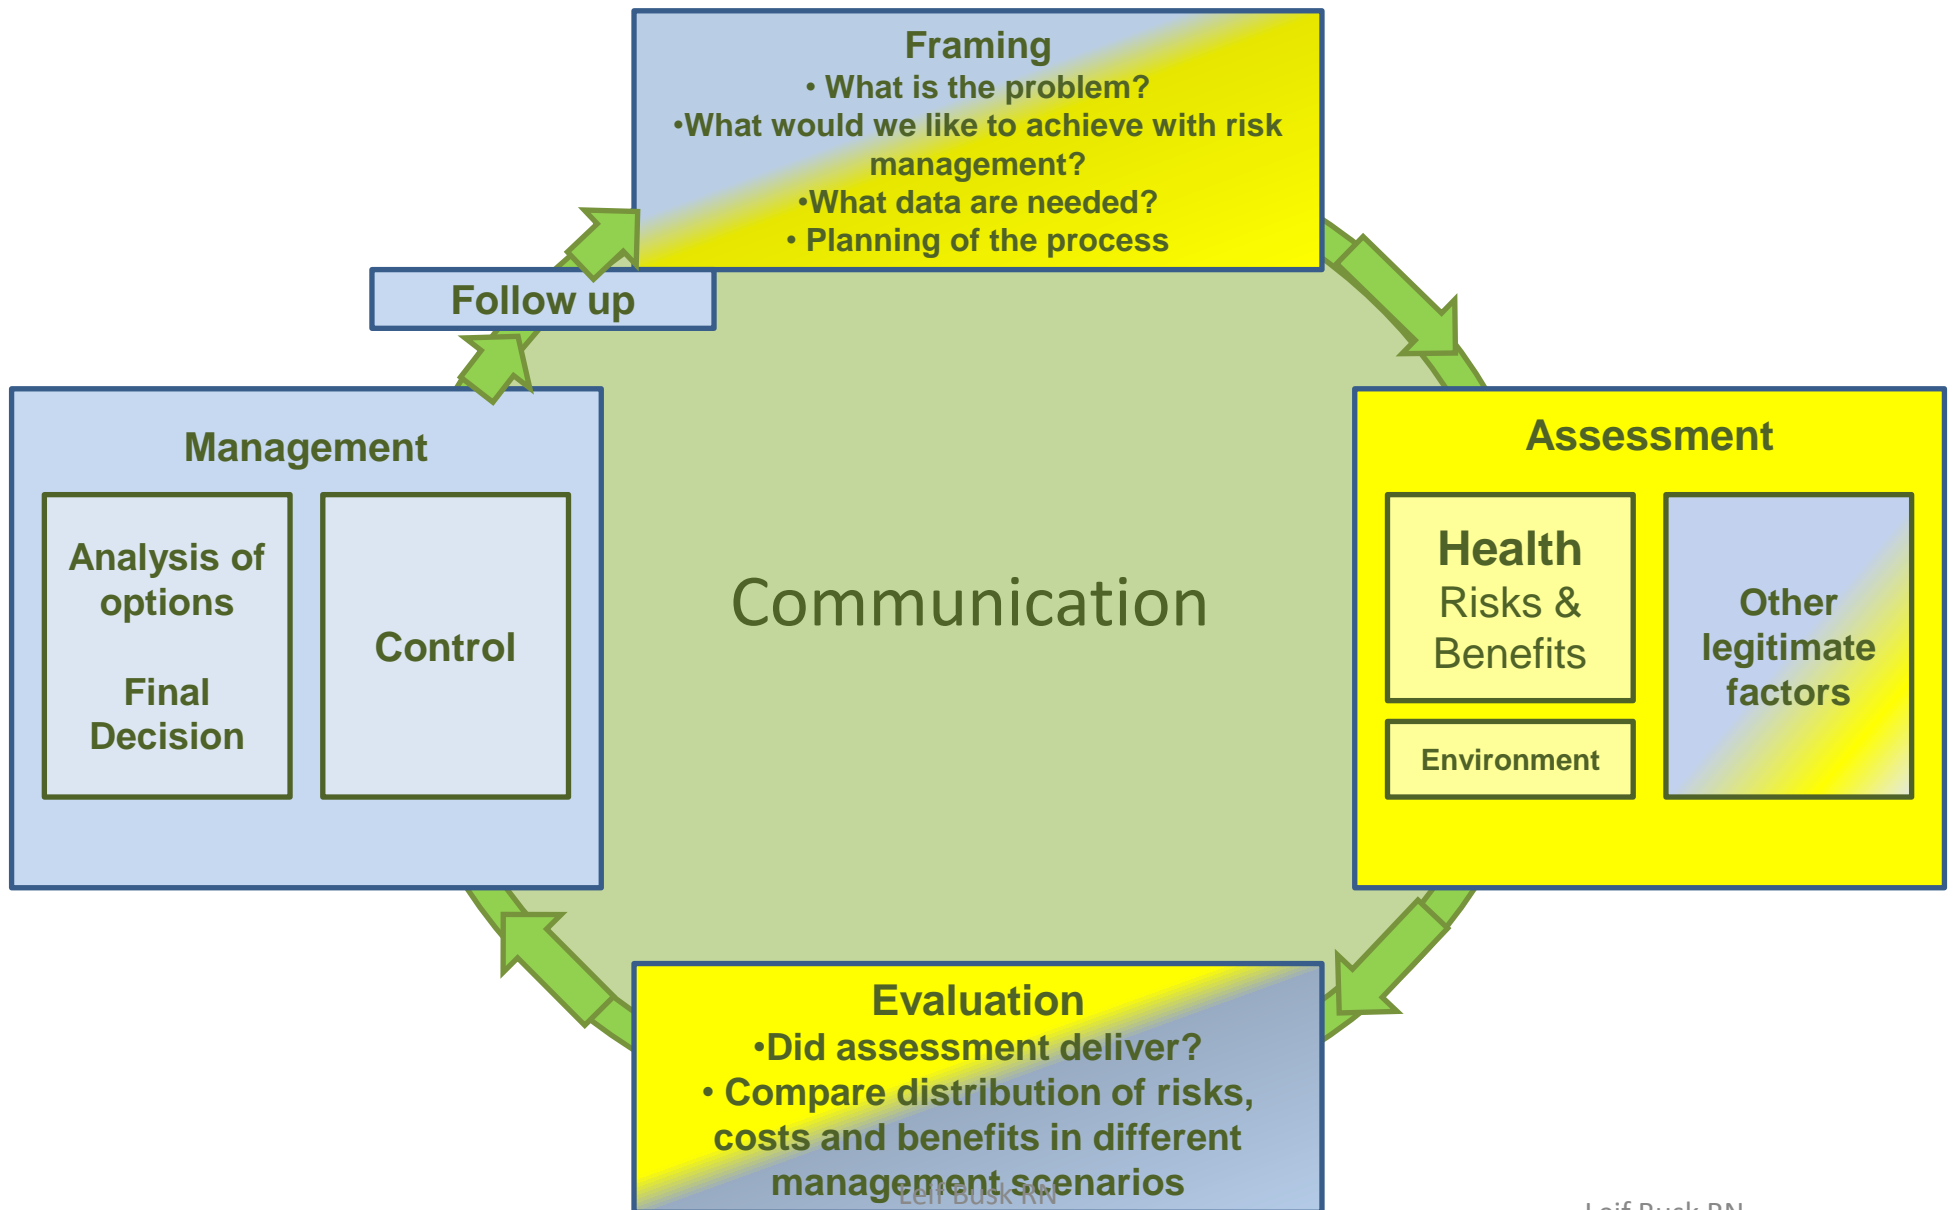 Framing
• What is the problem?
•What would we like to achieve with risk
management?
•What data are needed?
• Planning of the process
Follow up
Management
Analysis of
options
Final
Decision
Control
Communication
Assessment
Health
Risks &
Benefits
Environment
Other
legitimate
factors
Evaluation
•Did assessment deliver?
• Compare distribution of risks,
costs and benefits in different
management scenarios
Leif Busk RN
Leif Busk RN